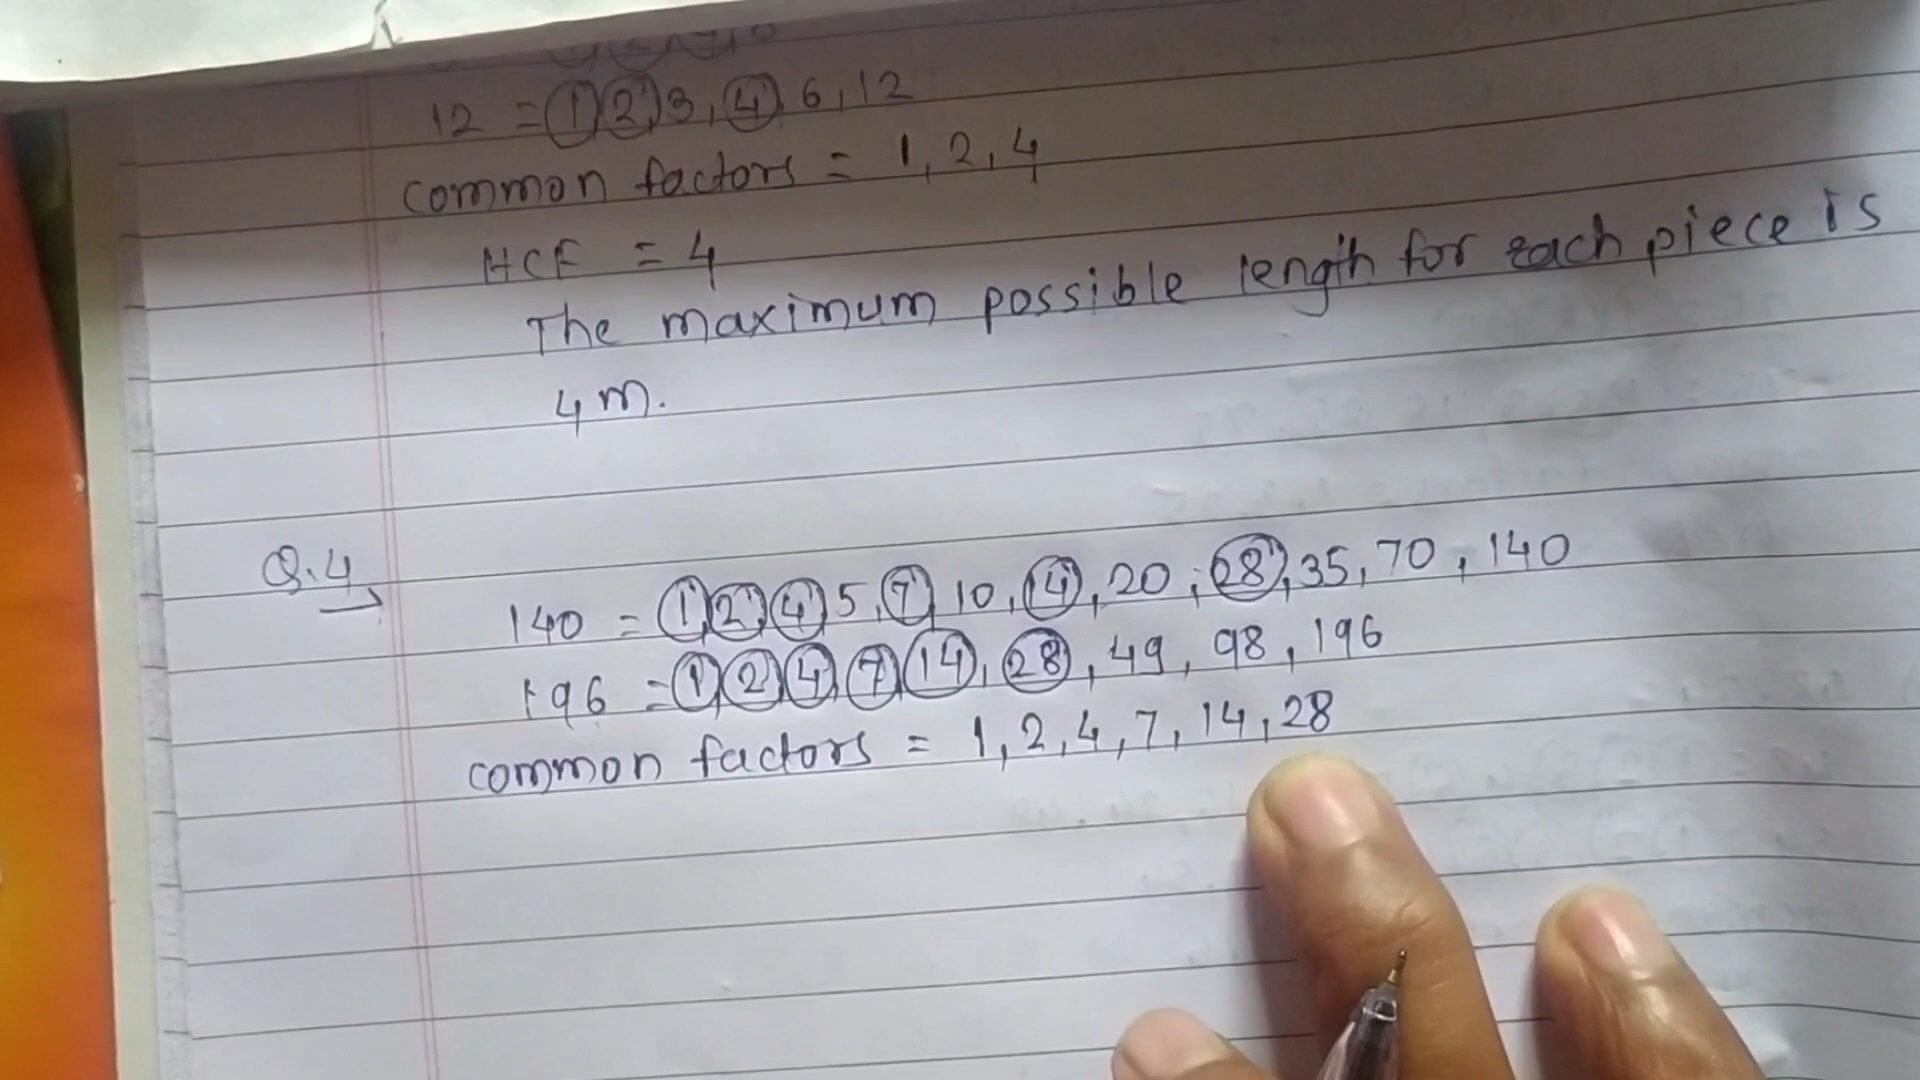 12 = 1, 2, 3, 4, 6, 12
common factors = 1, 2, 4
HCF = 4
The maximum possible length for each piece is
4 m.
Q.4
140 = 1, 2, 4, 5, 7, 10, 14, 20, 28, 35, 70, 140
196 = 1, 2, 4, 7, 14, 28, 49, 98, 196
common factors = 1, 2, 4, 7, 14, 28